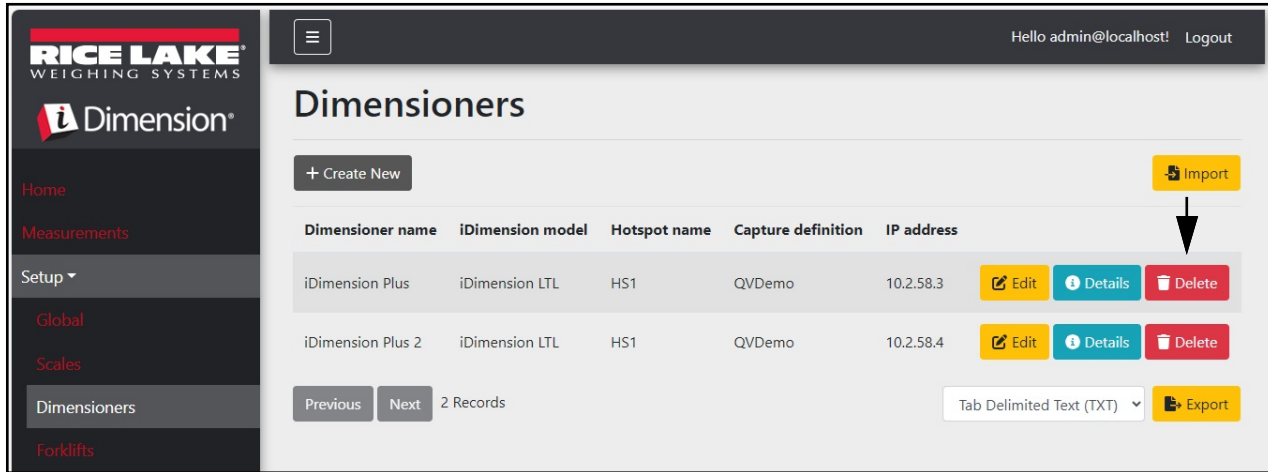 RICE LAKE®
WEIGHING SYSTEMS
i Dimension®
Home
Measurements
Setup
Global
Scales
Dimensioners
Forklifts
Hello admin@localhost! Logout
Dimensioners
+ Create New
Import
Dimensioner name iDimension model Hotspot name Capture definition IP address
iDimension Plus iDimension LTL HS1 QVDemo 10.2.58.3 Edit Details Delete
iDimension Plus 2 iDimension LTL HS1 QVDemo 10.2.58.4 Edit Details Delete
Previous Next 2 Records Tab Delimited Text (TXT) Export